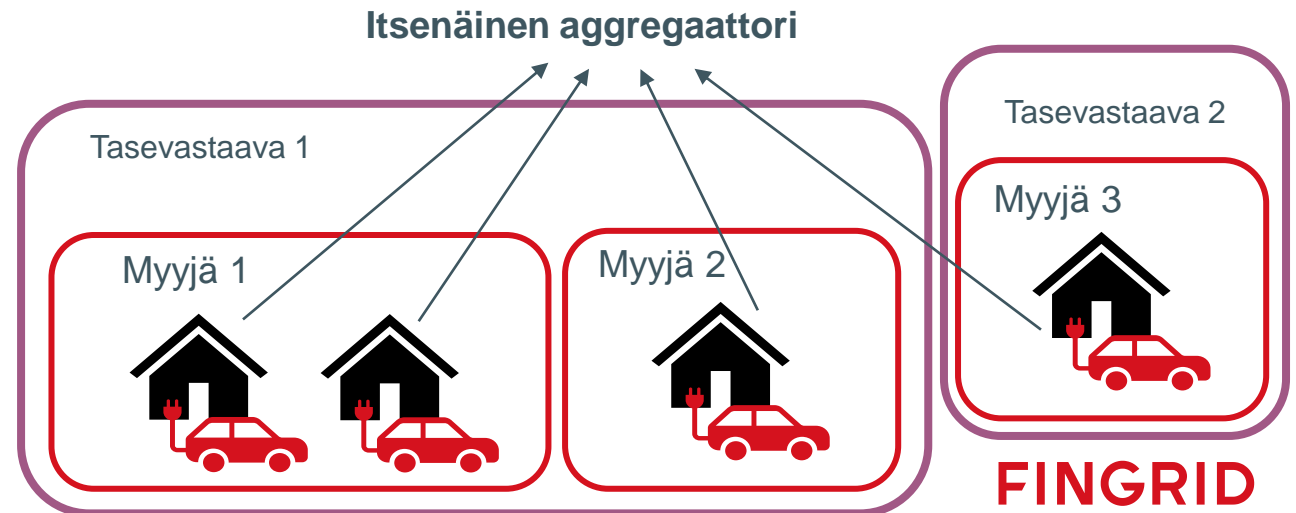 Itsenäinen aggregaattori
Tasevastaava 1
Tasevastaava 2
Myyjä 1
Myyjä 2
Myyjä 3
FINGRID